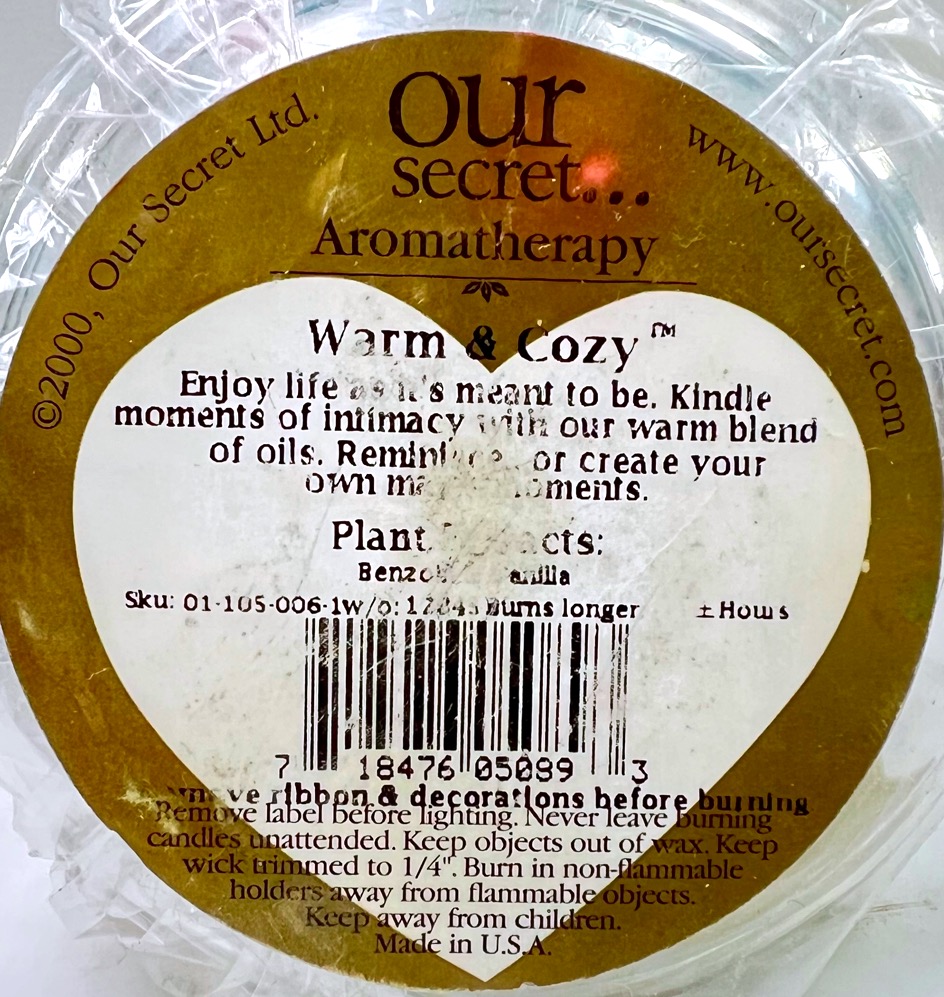 our
secret...
Aromatherapy
©2000, Our Secret Ltd.
www.oursecret.com
Warm & Cozy™
Enjoy life as it's meant to be. Kindle
moments of intimacy with our warm blend
of oils. or create your
own moments.
Plant
Sku: 01-105-006-1w/o: Burns longer ±Hours
7 18476 05089 3
ribbon & decorations before burning
Remove label before lighting. Never leave burning
candles unattended. Keep objects out of wax. Keep
wick trimmed to 1/4". Burn in non-flammable
holders away from flammable objects.
Keep away from children.
Made in U.S.A.